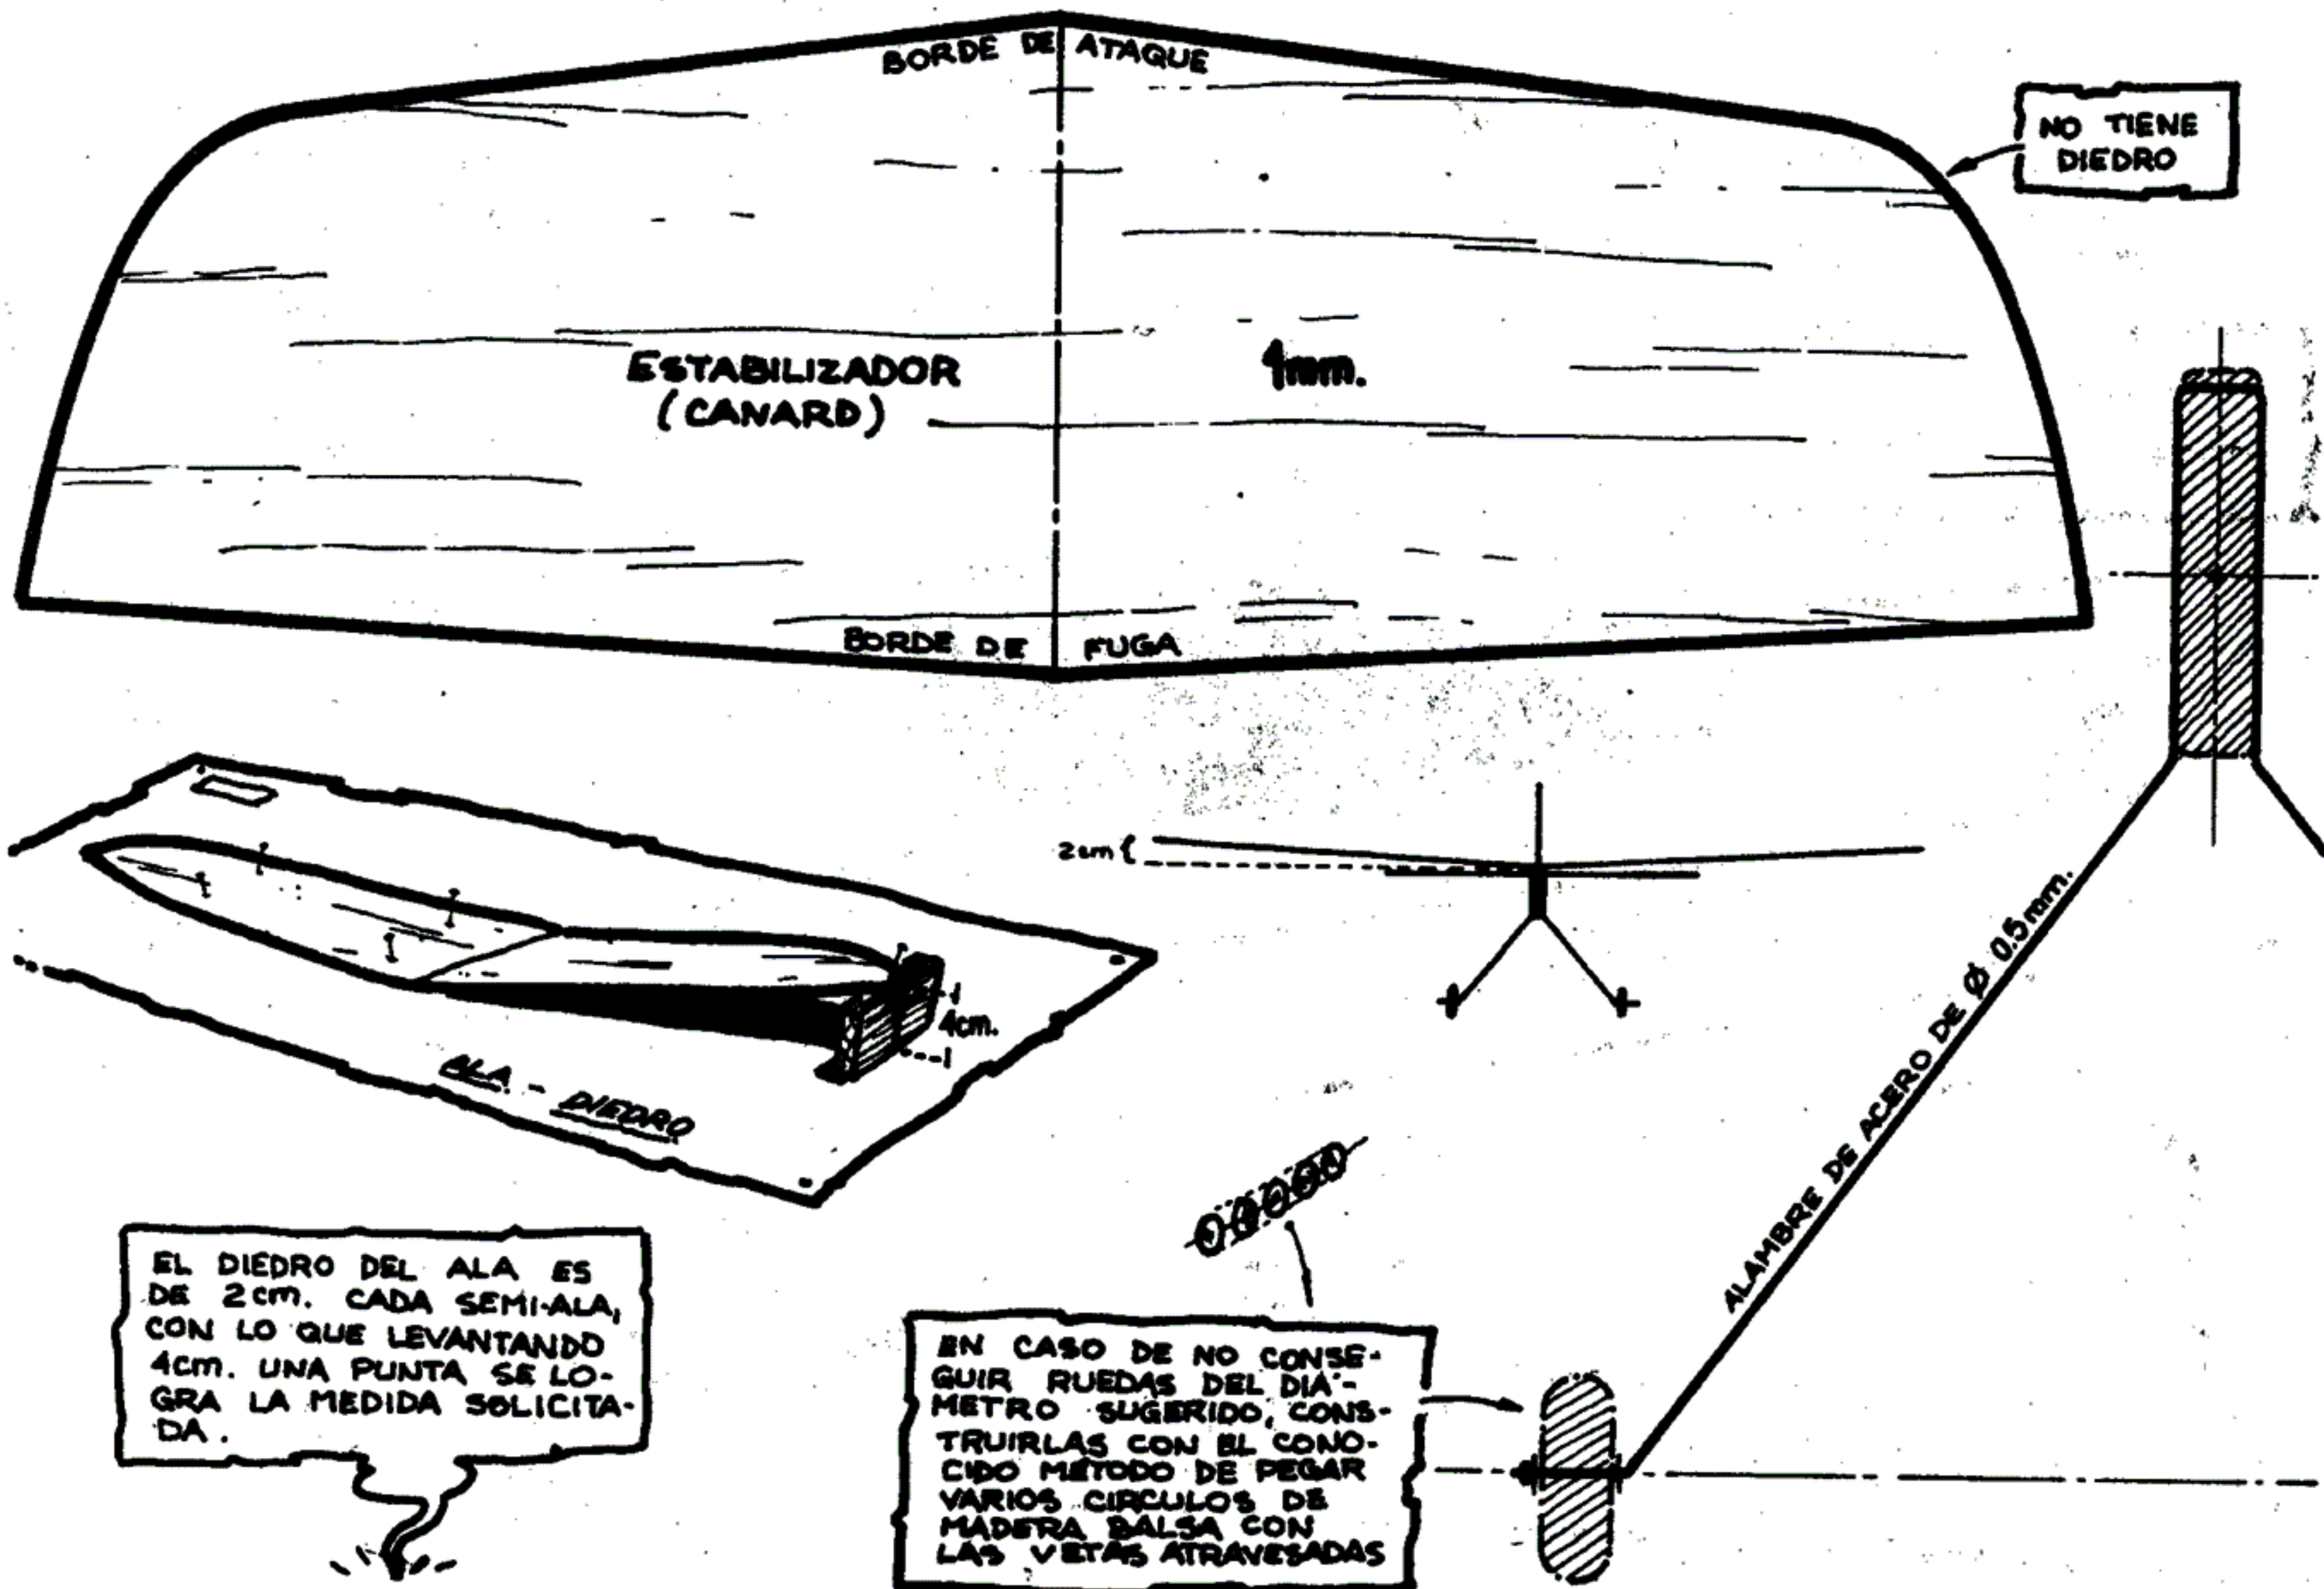 BORDE DE ATAQUE
NO TIENE
DIEDRO
ESTABILIZADOR
(CANARD)
1mm.
BORDE DE FUGA
2cm
4cm.
ALA - DIEDRO
ALAMBRE DE ACERO DE Ø 0.5mm.
EL DIEDRO DEL ALA ES
DE 2cm. CADA SEMI-ALA,
CON LO QUE LEVANTANDO
4cm. UNA PUNTA SE LO-
GRA LA MEDIDA SOLICITA-
DA.
EN CASO DE NO CONSE-
GUIR RUEDAS DEL DIÁ-
METRO SUGERIDO, CONS-
TRUIRLAS CON EL CONO-
CIDO MÉTODO DE PEGAR
VARIOS CIRCULOS DE
MADERA BALSA CON
LAS VETAS ATRAVESADAS